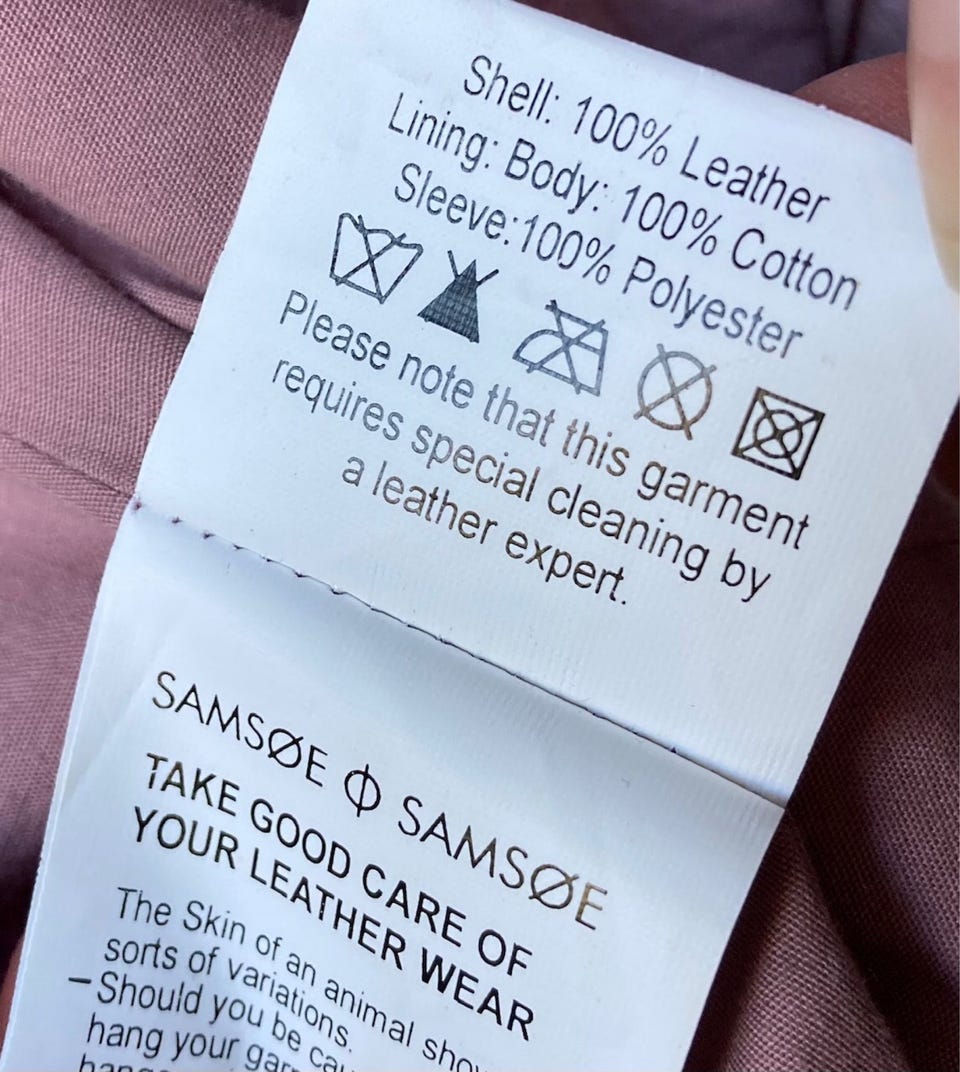 Shell: 100% Leather
Lining: Body: 100% Cotton
Sleeve:100% Polyester
Please note that this garment
requires special cleaning by
a leather expert.
SAMSØE Φ SAMSØE
TAKE GOOD CARE OF
YOUR LEATHER WEAR
The Skin of an animal
sorts of variations.
–Should you be
hang your